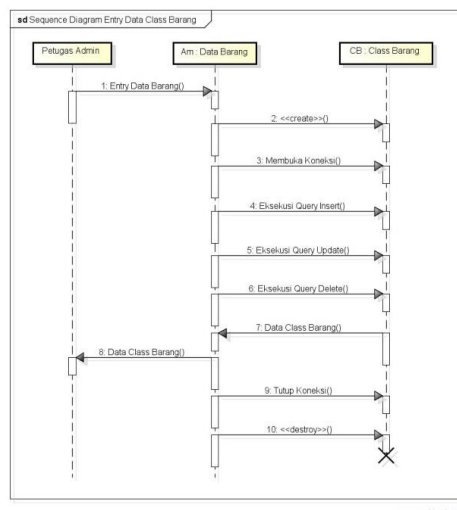 sd Sequence Diagram Entry Data Class Barang
Petugas Admin
Am : Data Barang
CB : Class Barang
1: Entry Data Barang()
2: <<create>>()
3: Membuka Koneksi()
4: Eksekusi Query Insert()
5: Eksekusi Query Update()
6: Eksekusi Query Delete()
7: Data Class Barang()
8: Data Class Barang()
9: Tutup Koneksi()
10: <<destroy>>()